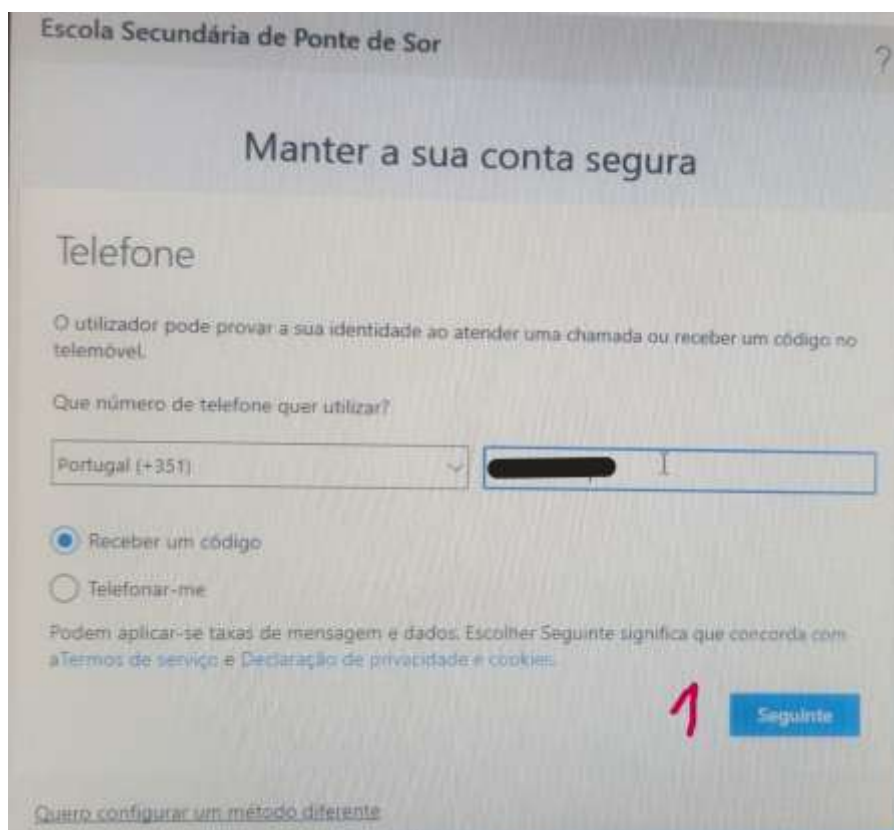 Escola Secundária de Ponte de Sor
?
Manter a sua conta segura
Telefone
O utilizador pode provar a sua identidade ao atender uma chamada ou receber um código no
telemóvel.
Que número de telefone quer utilizar?
Portugal (+351)
Receber um código
Telefonar-me
Podem aplicar-se taxas de mensagem e dados. Escolher Seguinte significa que concorda com
aTermos de serviço e Declaração de privacidade e cookies.
1
Seguinte
Quero configurar um método diferente